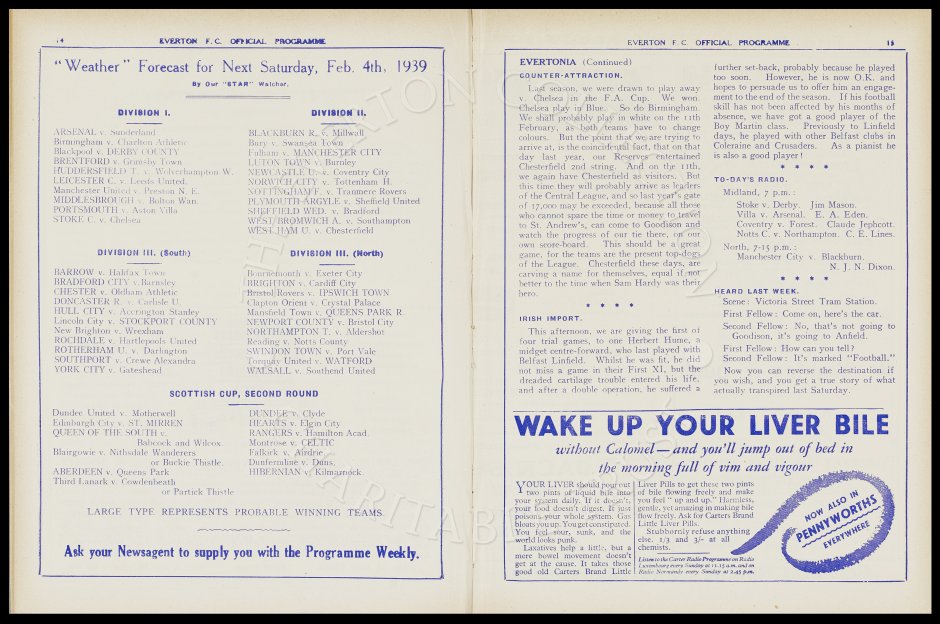 14
EVERTON F.C. OFFICIAL PROGRAMME
"Weather" Forecast for Next Saturday, Feb. 4th, 1939
By Our "STAR" Watcher.
DIVISION I.
ARSENAL v. Sunderland
Birmingham v. Charlton Athletic
Blackpool v. DERBY COUNTY
BRENTFORD v. Grimsby Town
HUDDERSFIELD T. v. Wolverhampton W.
LEICESTER C. v. Leeds United.
Manchester United v. Preston N. E.
MIDDLESBROUGH v. Bolton Wan.
PORTSMOUTH v. Aston Villa
STOKE C. v. Chelsea
DIVISION II.
BLACKBURN R. v. Millwall
Bury v. Swansea Town
Fulham v. MANCHESTER CITY
LUTON TOWN v. Burnley
NEWCASTLE U. v. Coventry City
NORWICH CITY v. Tottenham H.
NOTTINGHAM F. v. Tranmere Rovers
PLYMOUTH ARGYLE v. Sheffield United
SHEFFIELD WED. v. Bradford
WEST BROMWICH A. v. Southampton
WEST HAM U. v. Chesterfield
DIVISION III. (South)
BARROW v. Halifax Town
BRADFORD CITY v. Barnsley
CHESTER v. Oldham Athletic
DONCASTER R. v. Carlisle U.
HULL CITY v. Accrington Stanley
Lincoln City v. STOCKPORT COUNTY
New Brighton v. Wrexham
ROCHDALE v. Hartlepools United
ROTHERHAM U. v. Darlington
SOUTHPORT v. Crewe Alexandra
YORK CITY v. Gateshead
DIVISION III. (North)
Bournemouth v. Exeter City
BRIGHTON v. Cardiff City
Bristol Rovers v. IPSWICH TOWN
Clapton Orient v. Crystal Palace
Mansfield Town v. QUEENS PARK R.
NEWPORT COUNTY v. Bristol City
NORTHAMPTON T. v. Aldershot
Reading v. Notts County
SWINDON TOWN v. Port Vale
Torquay United v. WATFORD
WALSALL v. Southend United
SCOTTISH CUP, SECOND ROUND
Dundee United v. Motherwell
Edinburgh City v. ST. MIRREN
QUEEN OF THE SOUTH v.
Babcock and Wilcox.
Blairgowie v. Nithsdale Wanderers
or Buckie Thistle.
ABERDEEN v. Queens Park
Third Lanark v. Cowdenbeath
or Partick Thistle
DUNDEE v. Clyde
HEARTS v. Elgin City
RANGERS v. Hamilton Acad.
Montrose v. CELTIC
Falkirk v. Airdrie.
Dunfermline v. Duns.
HIBERNIAN v. Kilmarnock
LARGE TYPE REPRESENTS PROBABLE WINNING TEAMS.
Ask your Newsagent to supply you with the Programme Weekly.
EVERTON F.C. OFFICIAL PROGRAMME
15
EVERTONIA (Continued)
COUNTER-ATTRACTION.
Last season, we were drawn to play away
v. Chelsea in the F.A. Cup. We won.
Chelsea play in Blue. So do Birmingham.
We shall probably play in white on the 11th
February, as both teams have to change
colours. But the point that we are trying to
arrive at, is the coincidental fact, that on that
day last year, our Reserves entertained
Chesterfield 2nd string. And on the 11th,
we again have Chesterfield as visitors. But
this time they will probably arrive as leaders
of the Central League, and so last year's gate
of 17,000 may be exceeded, because all those
who cannot spare the time or money to travel
to St. Andrew's, can come to Goodison and
watch the progress of our tie there, on our
own score-board. This should be a great
game, for the teams are the present top-dogs
of the League. Chesterfield these days, are
carving a name for themselves, equal if not
better to the time when Sam Hardy was their
hero.
* * * *
IRISH IMPORT.
This afternoon, we are giving the first of
four trial games, to one Herbert Hume, a
midget centre-forward, who last played with
Belfast Linfield. Whilst he was fit, he did
not miss a game in their First XI, but the
dreaded cartilage trouble entered his life,
and after a double operation, he suffered a
further set-back, probably because he played
too soon. However, he is now O.K. and
hopes to persuade us to offer him an engage-
ment to the end of the season. If his football
skill has not been affected by his months of
absence, we have got a good player of the
Boy Martin class. Previously to Linfield
days, he played with other Belfast clubs in
Coleraine and Crusaders. As a pianist he
is also a good player!
* * * *
TO-DAY'S RADIO.
Midland, 7 p.m.:
Stoke v. Derby. Jim Mason.
Villa v. Arsenal. E. A. Eden.
Coventry v. Forest. Claude Jephcott.
Notts C. v. Northampton. C. E. Lines.
North, 7-15 p.m.:
Manchester City v. Blackburn.
N. J. N. Dixon.
* * * *
HEARD LAST WEEK.
Scene: Victoria Street Tram Station.
First Fellow: Come on, here's the car.
Second Fellow: No, that's not going to
Goodison, it's going to Anfield.
First Fellow: How can you tell?
Second Fellow: It's marked "Football."
Now you can reverse the destination if
you wish, and you get a true story of what
actually transpired last Saturday.
WAKE UP YOUR LIVER BILE
without Calomel—and you'll jump out of bed in
the morning full of vim and vigour
YOUR LIVER should pour out
two pints of liquid bile into
your system daily. If it doesn't,
your food doesn't digest. It just
poisons your whole system. Gas
bloats you up. You get constipated.
You feel sour, sunk, and the
world looks punk.
Laxatives help a little, but a
mere bowel movement doesn't
get at the cause. It takes those
good old Carters Brand Little
Liver Pills to get these two pints
of bile flowing freely and make
you feel "up and up." Harmless,
gentle, yet amazing in making bile
flow freely. Ask for Carters Brand
Little Liver Pills.
Stubbornly refuse anything
else. 1/3 and 3/- at all
chemists.
Listen to the Carter Radio Programme on Radio
Luxembourg every Sunday at 11.15 a.m. and on
Radio Normandy every Sunday at 2.45 p.m.
NOW ALSO IN
PENNYWORTHS
EVERYWHERE